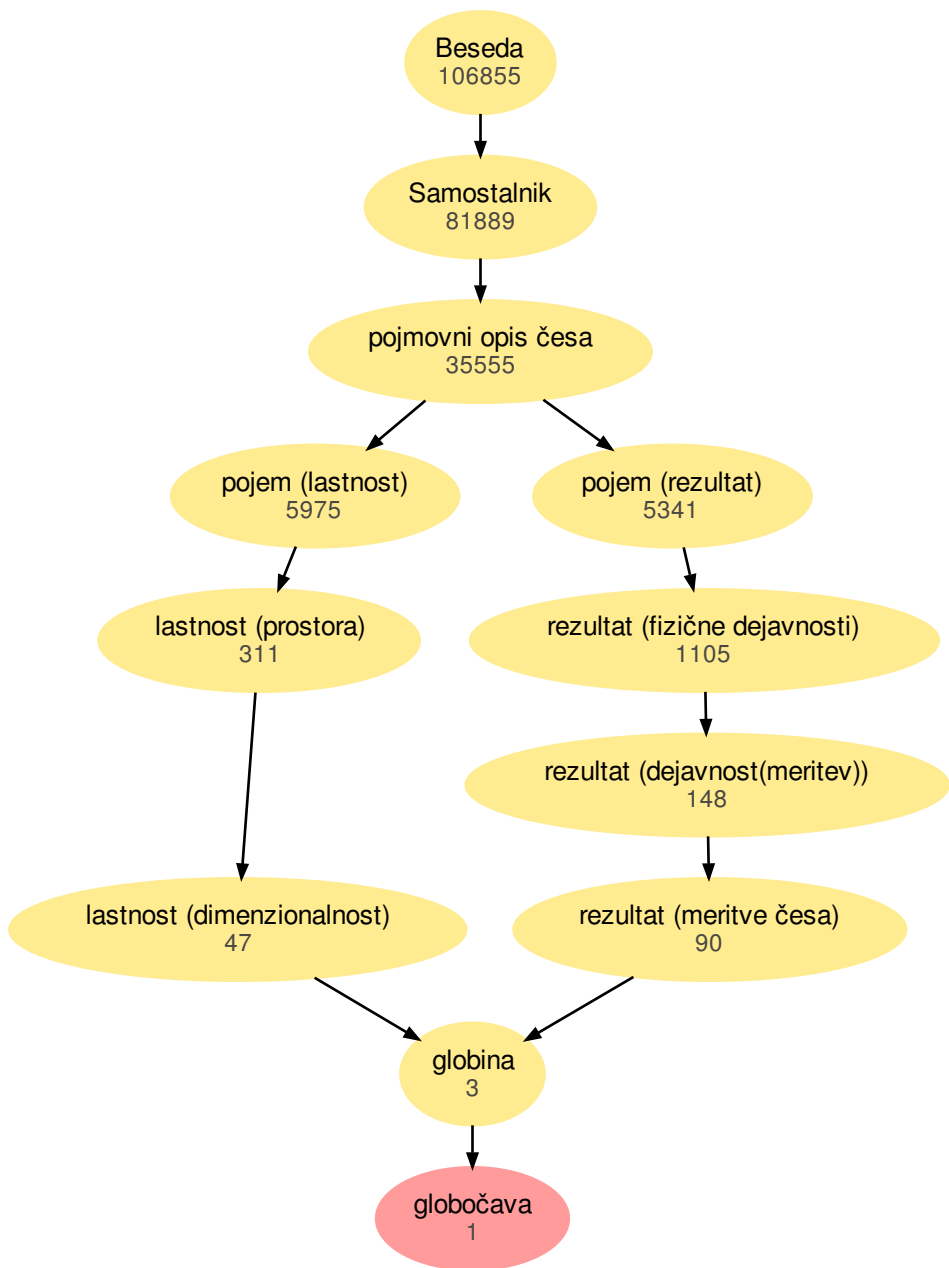 Beseda
106855
Samostalnik
81889
pojmovni opis česa
35555
pojem (lastnost)
5975
pojem (rezultat)
5341
lastnost (prostora)
311
rezultat (fizične dejavnosti)
1105
rezultat (dejavnost(meritev))
148
lastnost (dimenzionalnost)
47
rezultat (meritve česa)
90
globina
3
globočava
1